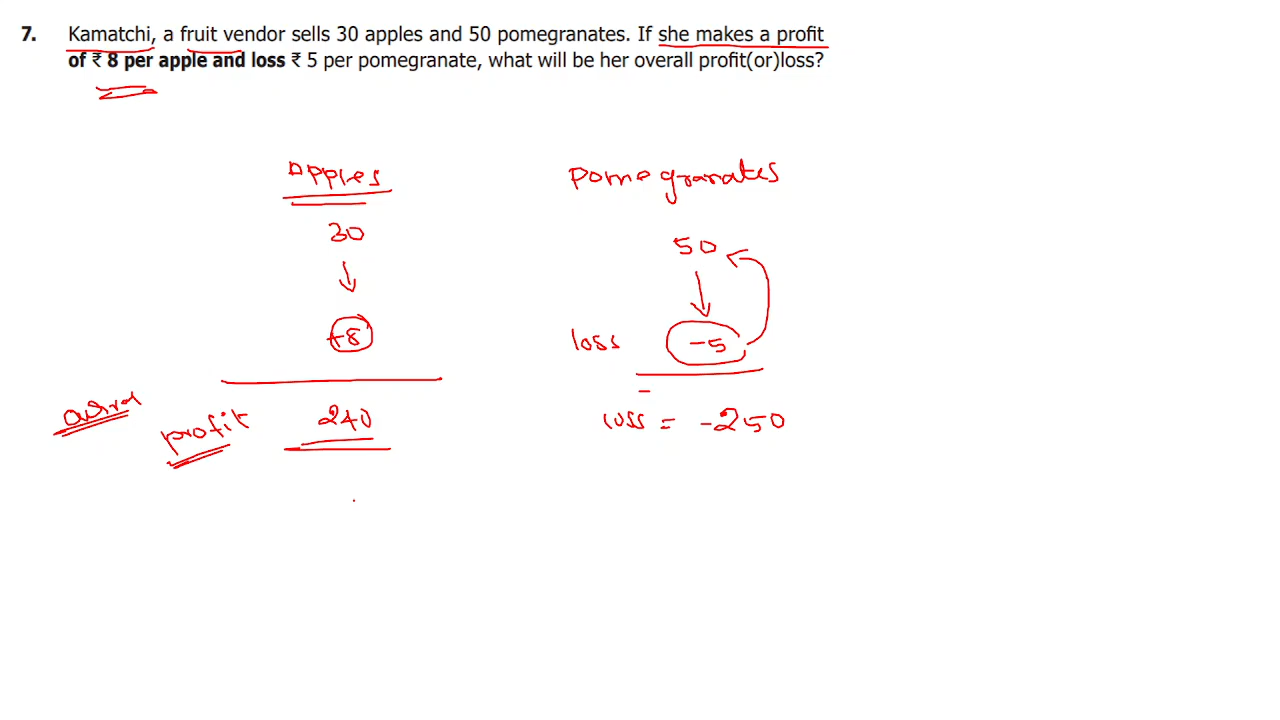 7. Kamatchi, a fruit vendor sells 30 apples and 50 pomegranates. If she makes a profit
of ₹ 8 per apple and loss ₹ 5 per pomegranate, what will be her overall profit(or)loss?
Apples
Pomegranates
30
50
+8
loss -5
profit 240
loss = -250